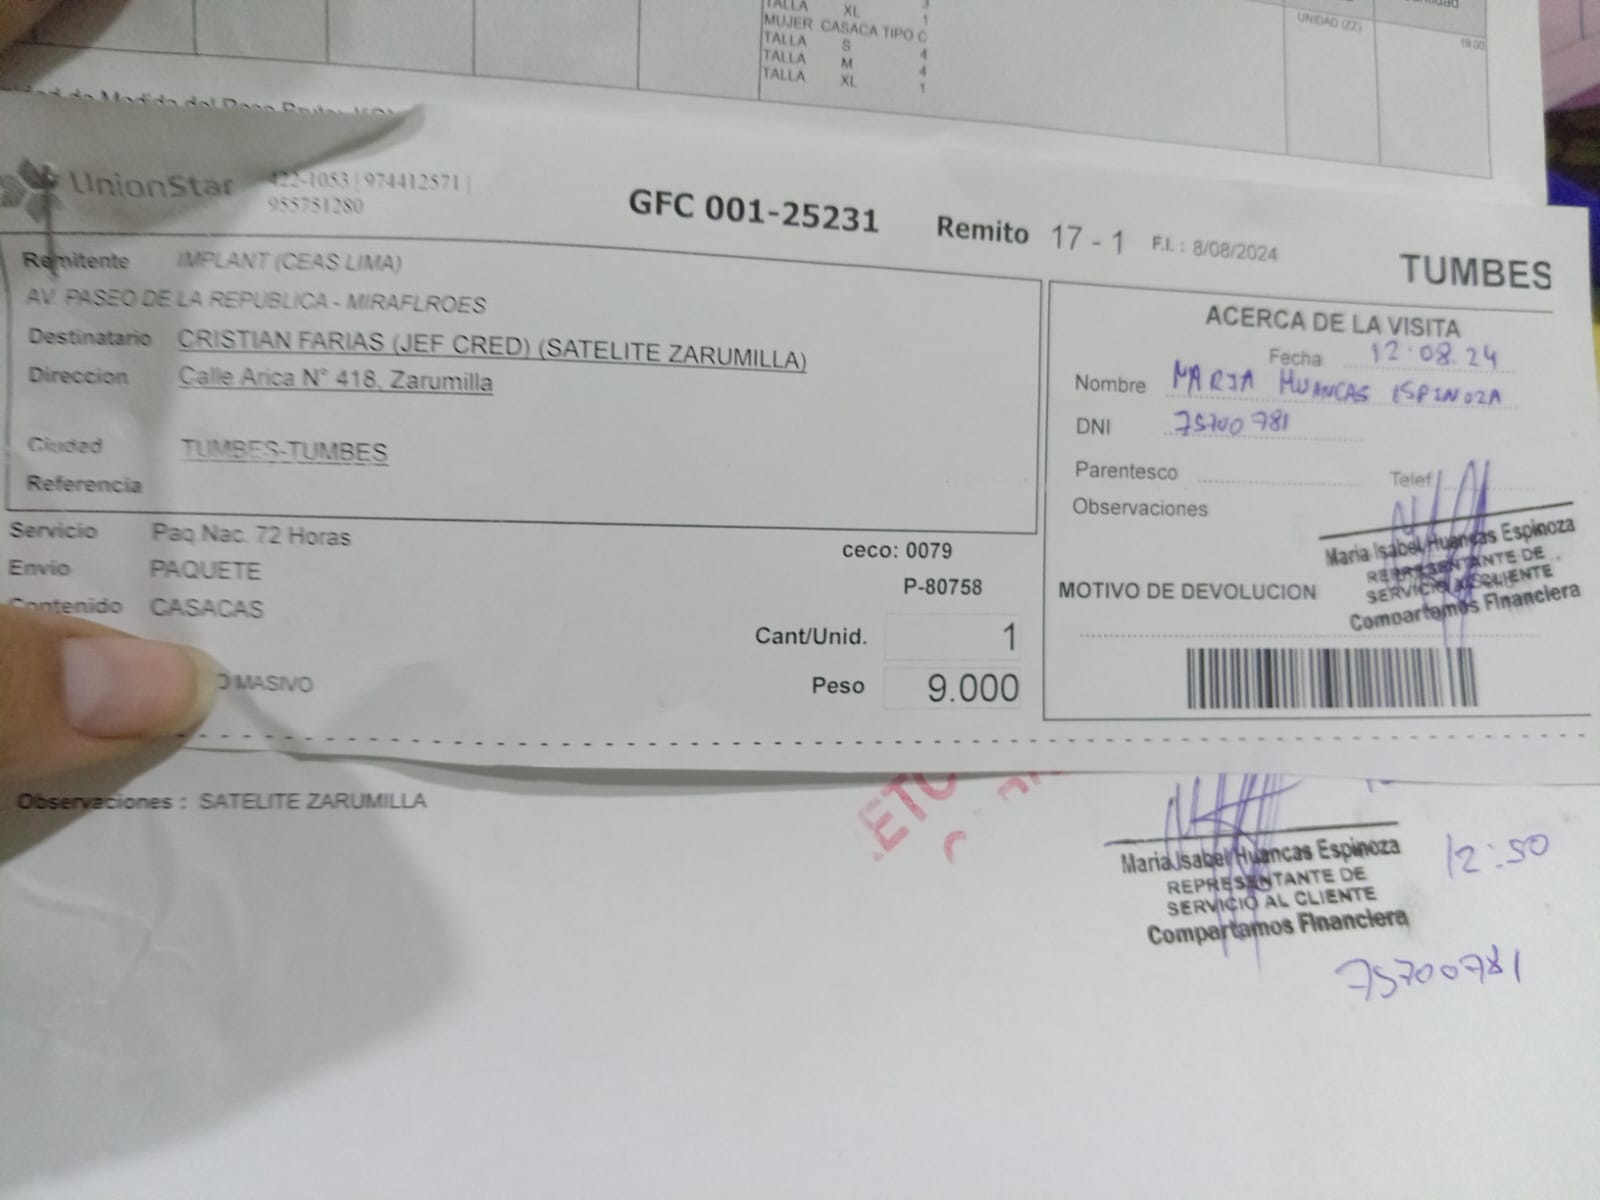 TALLA XL 1
MUJER CASACA TIPO C
TALLA S 4
TALLA M 4
TALLA XL 1
UNIDAD (ZZ)
19.00
UnionStar
422-1053 | 974412571 |
955751280
GFC 001-25231
Remito 17 - 1 F.I. : 8/08/2024
TUMBES
Remitente IMPLANT (CEAS LIMA)
AV. PASEO DE LA REPUBLICA - MIRAFLROES
Destinatario CRISTIAN FARIAS (JEF CRED) (SATELITE ZARUMILLA)
Direccion Calle Arica N° 418, Zarumilla
Ciudad TUMBES-TUMBES
Referencia
Servicio Paq Nac. 72 Horas
Envio PAQUETE
Contenido CASACAS
O MASIVO
ceco: 0079
P-80758
Cant/Unid. 1
Peso 9.000
ACERCA DE LA VISITA
Fecha 12.08.24
Nombre MARIA HUANCAS ESPINOZA
DNI 75700781
Parentesco Telef
Observaciones
Maria Isabel Huancas Espinoza
REPRESENTANTE DE
SERVICIO AL CLIENTE
Compartamos Financiera
MOTIVO DE DEVOLUCION
Observaciones : SATELITE ZARUMILLA
Maria Isabel Huancas Espinoza
REPRESENTANTE DE
SERVICIO AL CLIENTE
Compartamos Financiera
12:50
75700781